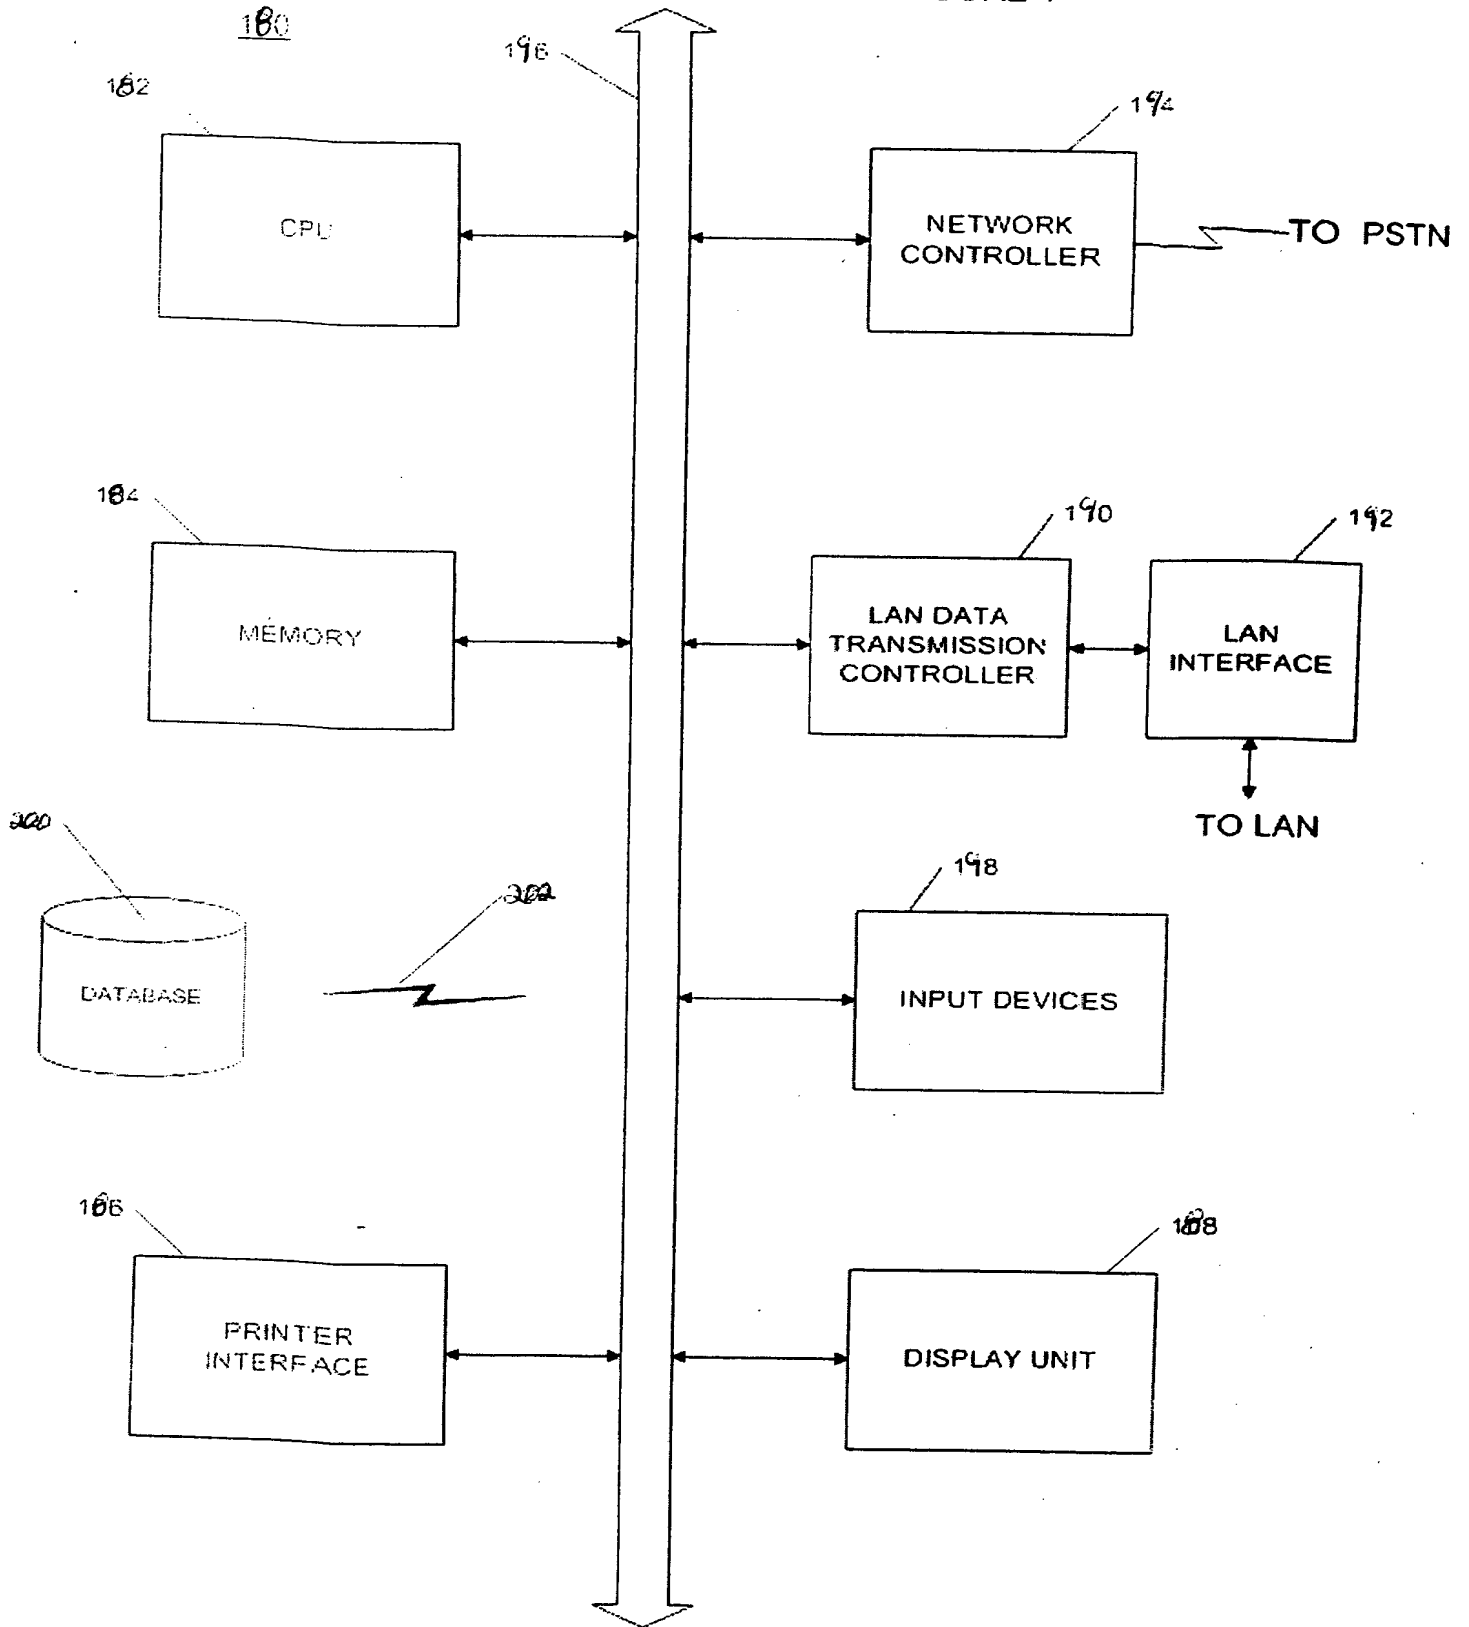 180
196
182
194
CPU
NETWORK
CONTROLLER
TO PSTN
184
190
192
MEMORY
LAN DATA
TRANSMISSION
CONTROLLER
LAN
INTERFACE
TO LAN
200
202
198
DATABASE
INPUT DEVICES
186
188
PRINTER
INTERFACE
DISPLAY UNIT